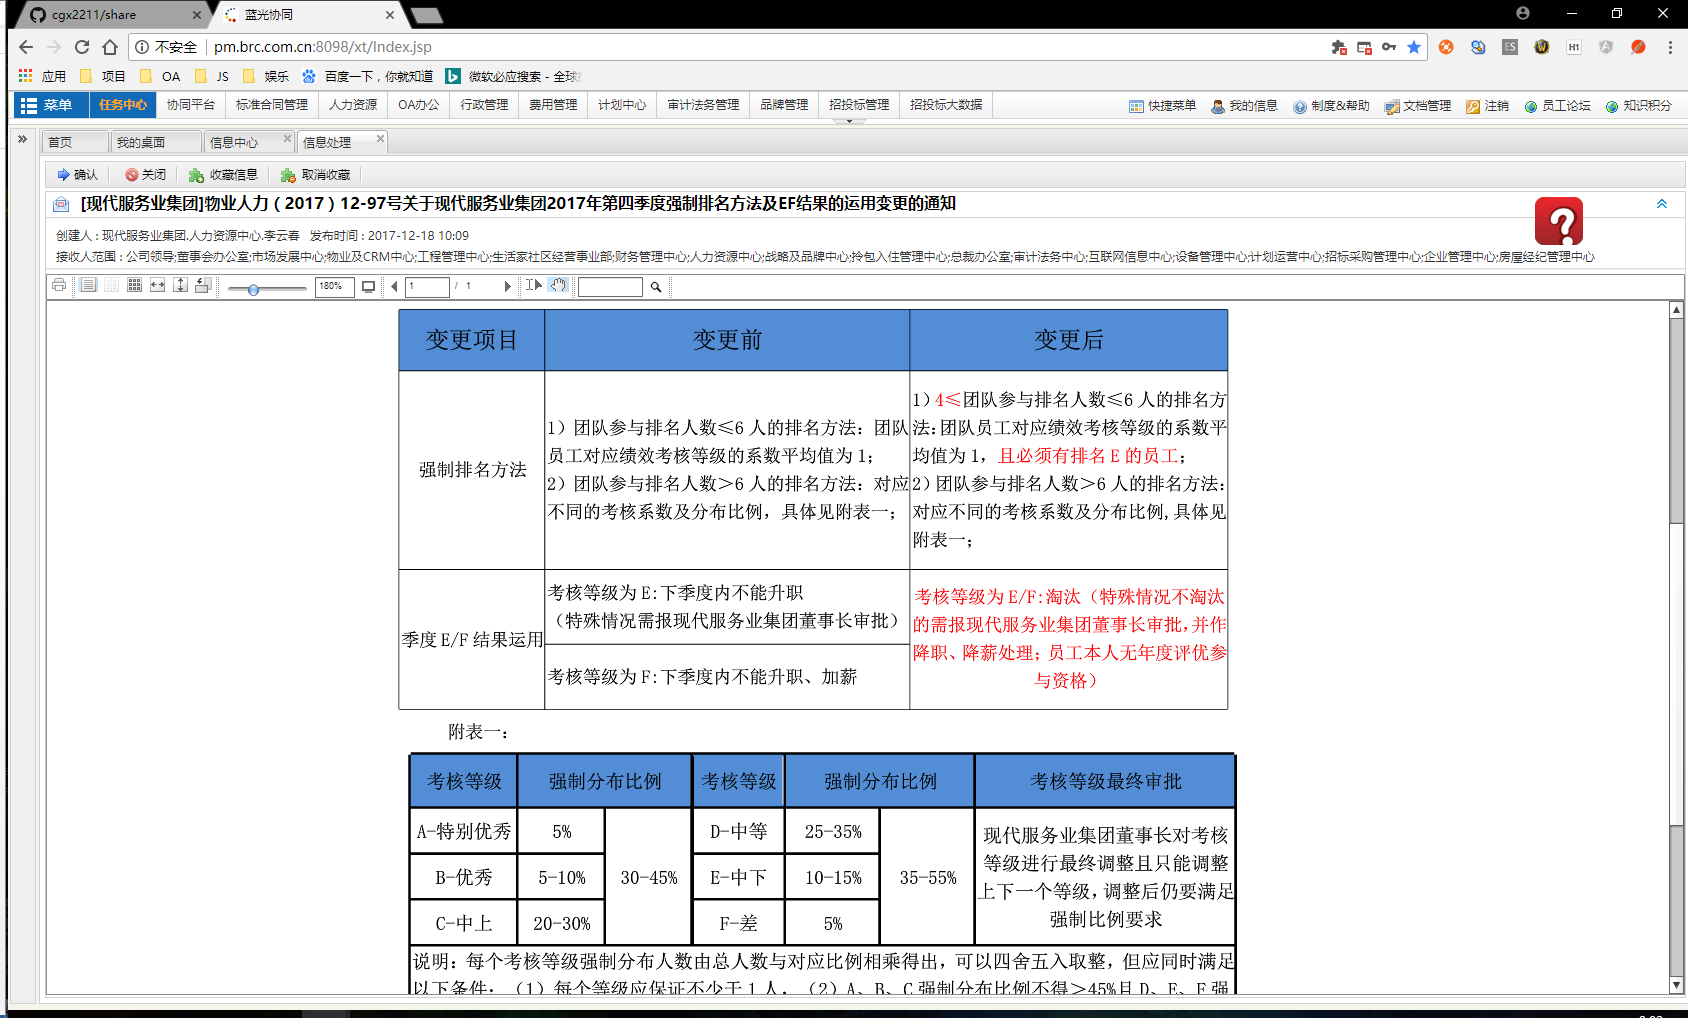 cgx2211/share
蓝光协同
不安全 pm.brc.com.cn:8098/xt/Index.jsp
应用 项目 OA JS 娱乐 百度一下，你就知道 微软必应搜索 - 全球
菜单 任务中心 协同平台 标准合同管理 人力资源 OA办公 行政管理 费用管理 计划中心 审计法务管理 品牌管理 招投标管理 招投标大数据 快捷菜单 我的信息 制度&帮助 文档管理 注销 员工论坛 知识积分
首页 我的桌面 信息中心 信息处理
确认 关闭 收藏信息 取消收藏
[现代服务业集团]物业人力（2017）12-97号关于现代服务业集团2017年第四季度强制排名方法及EF结果的运用变更的通知
创建人 : 现代服务业集团.人力资源中心.李云春 发布时间 : 2017-12-18 10:09
接收人范围 : 公司领导;董事会办公室;市场发展中心;物业及CRM中心;工程管理中心;生活家社区经营事业部;财务管理中心;人力资源中心;战略及品牌中心;拎包入住管理中心;总裁办公室;审计法务中心;互联网信息中心;设备管理中心;计划运营中心;招标采购管理中心;企业管理中心;房屋经纪管理中心
180% 1 / 1
变更项目 变更前 变更后
强制排名方法
1）团队参与排名人数≤6 人的排名方法：团队
员工对应绩效考核等级的系数平均值为 1；
2）团队参与排名人数＞6 人的排名方法：对应
不同的考核系数及分布比例，具体见附表一；
1）4≤团队参与排名人数≤6 人的排名方
法：团队员工对应绩效考核等级的系数平
均值为 1，且必须有排名 E 的员工；
2）团队参与排名人数＞6 人的排名方法：
对应不同的考核系数及分布比例,具体见
附表一；
季度 E/F 结果运用
考核等级为 E:下季度内不能升职
（特殊情况需报现代服务业集团董事长审批）
考核等级为 F:下季度内不能升职、加薪
考核等级为 E/F:淘汰（特殊情况不淘汰
的需报现代服务业集团董事长审批,并作
降职、降薪处理；员工本人无年度评优参
与资格）
附表一：
考核等级 强制分布比例 考核等级 强制分布比例 考核等级最终审批
A-特别优秀 5% D-中等 25-35%
B-优秀 5-10% 30-45% E-中下 10-15% 35-55%
C-中上 20-30% F-差 5%
现代服务业集团董事长对考核
等级进行最终调整且只能调整
上下一个等级,调整后仍要满足
强制比例要求
说明：每个考核等级强制分布人数由总人数与对应比例相乘得出，可以四舍五入取整，但应同时满足
以下条件：（1）每个等级应保证不少于 1 人，（2）A、B、C 强制分布比例不得＞45%且 D、E、F 强